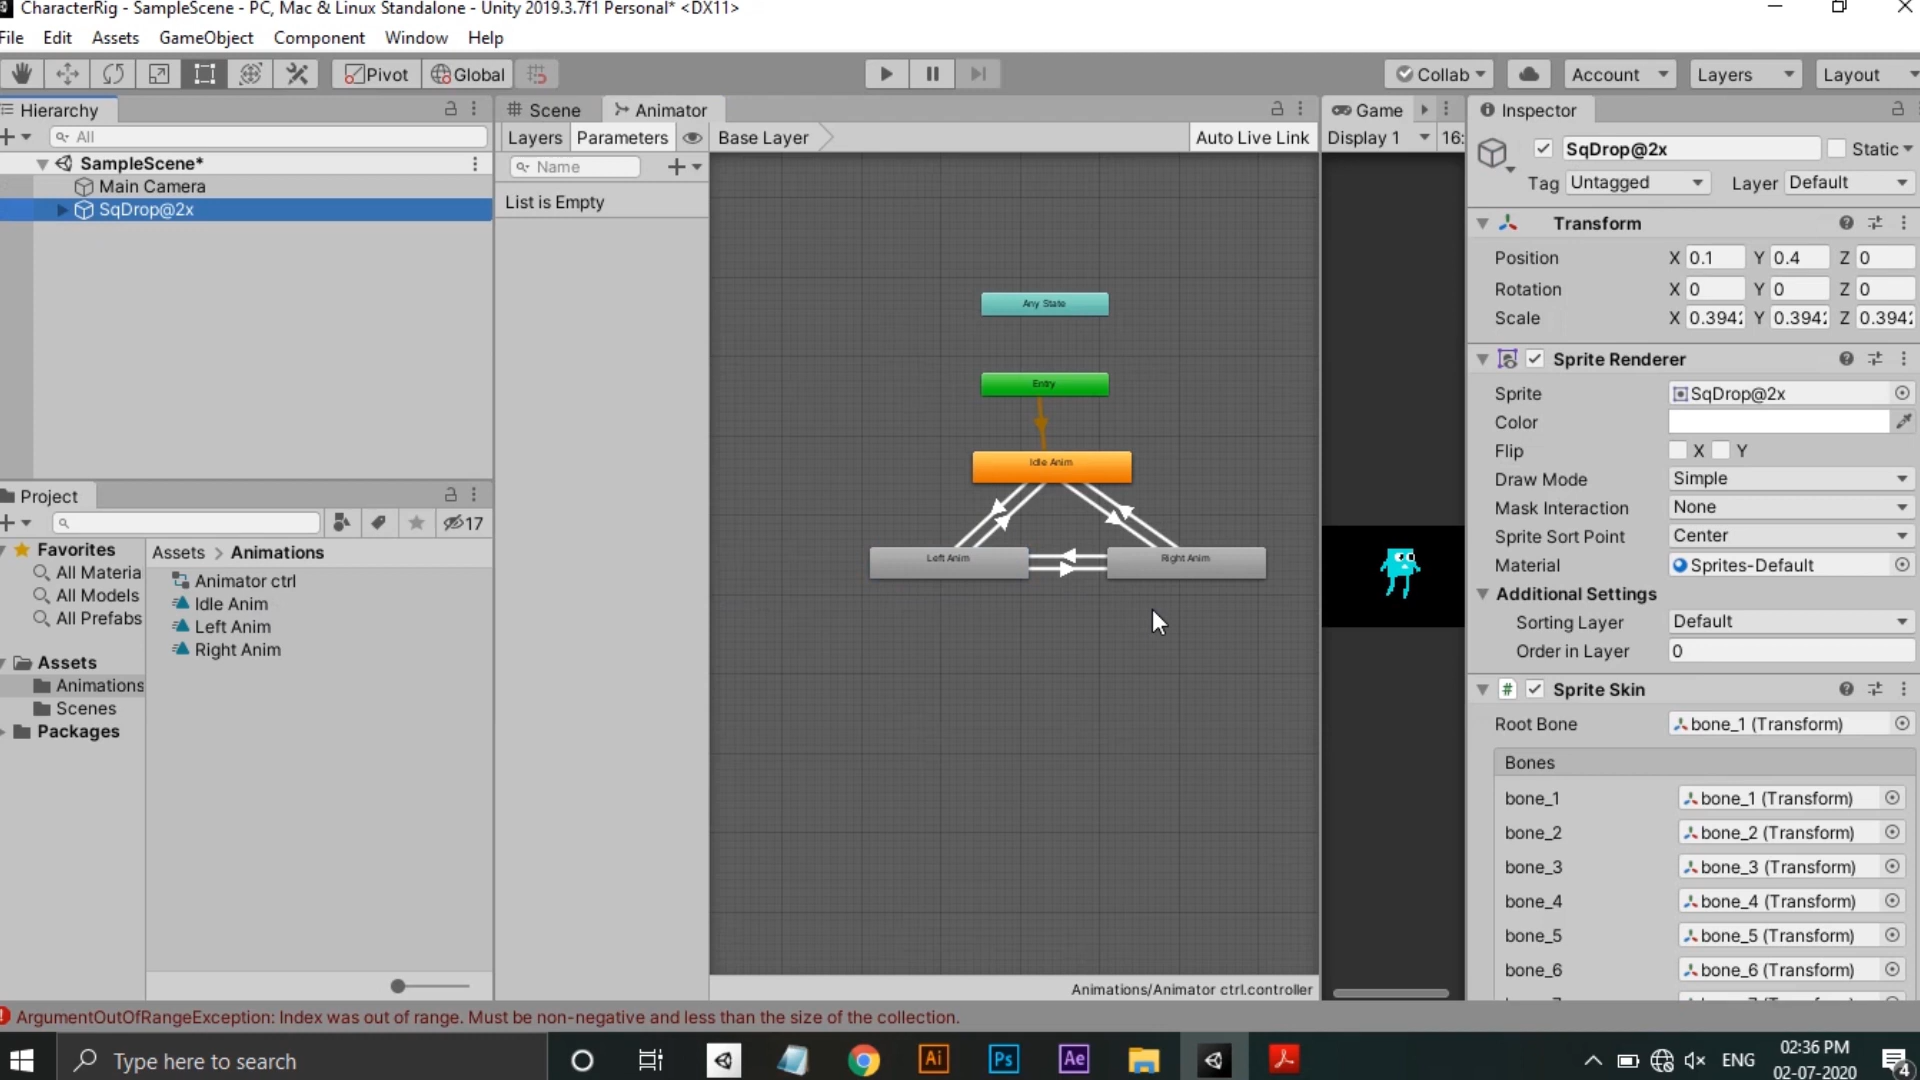 CharacterRig - SampleScene - PC, Mac & Linux Standalone - Unity 2019.3.7f1 Personal* <DX11>
File Edit Assets GameObject Component Window Help
Pivot Global Collab Account Layers Layout
Hierarchy
All
SampleScene*
Main Camera
SqDrop@2x
Scene Animator
Layers Parameters Base Layer Auto Live Link
Name
List is Empty
Any State
Entry
Idle Anim
Left Anim Right Anim
Animations/Animator ctrl.controller
Game
Display 1 16:
Project
17
Favorites
All Materia
All Models
All Prefabs
Assets
Animations
Scenes
Packages
Assets > Animations
Animator ctrl
Idle Anim
Left Anim
Right Anim
Inspector
SqDrop@2x Static
Tag Untagged Layer Default
Transform
Position X 0.1 Y 0.4 Z 0
Rotation X 0 Y 0 Z 0
Scale X 0.394 Y 0.394 Z 0.394
Sprite Renderer
Sprite SqDrop@2x
Color
Flip X Y
Draw Mode Simple
Mask Interaction None
Sprite Sort Point Center
Material Sprites-Default
Additional Settings
Sorting Layer Default
Order in Layer 0
# Sprite Skin
Root Bone bone_1 (Transform)
Bones
bone_1 bone_1 (Transform)
bone_2 bone_2 (Transform)
bone_3 bone_3 (Transform)
bone_4 bone_4 (Transform)
bone_5 bone_5 (Transform)
bone_6 bone_6 (Transform)
ArgumentOutOfRangeException: Index was out of range. Must be non-negative and less than the size of the collection.
Type here to search
Ai Ps Ae
ENG
02:36 PM
02-07-2020
4